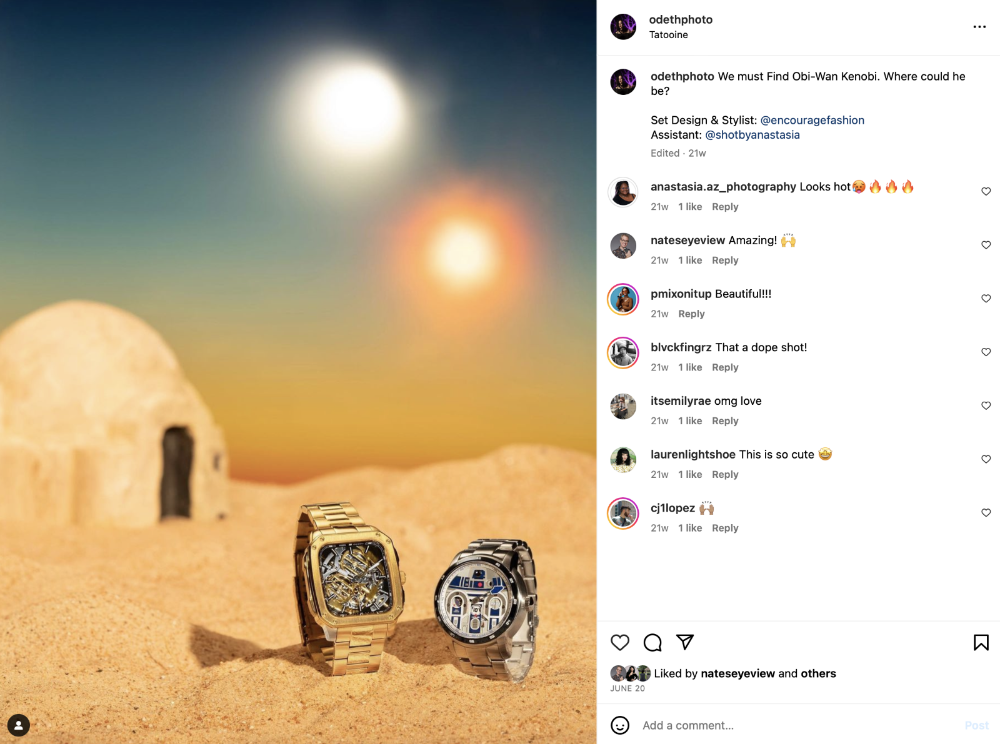 odethphoto
Tatooine
odethphoto We must Find Obi-Wan Kenobi. Where could he
be?
Set Design & Stylist: @encouragefashion
Assistant: @shotbyanastasia
Edited · 21w
anastasia.az_photography Looks hot🥵🔥🔥🔥
21w 1 like Reply
nateseyeview Amazing! 🙌
21w 1 like Reply
pmixonitup Beautiful!!!
21w Reply
blvckfingrz That a dope shot!
21w 1 like Reply
itsemilyrae omg love
21w 1 like Reply
laurenlightshoe This is so cute 🤩
21w 1 like Reply
cj1lopez 🙌🏽
21w 1 like Reply
Liked by nateseyeview and others
JUNE 20
Add a comment...
Post